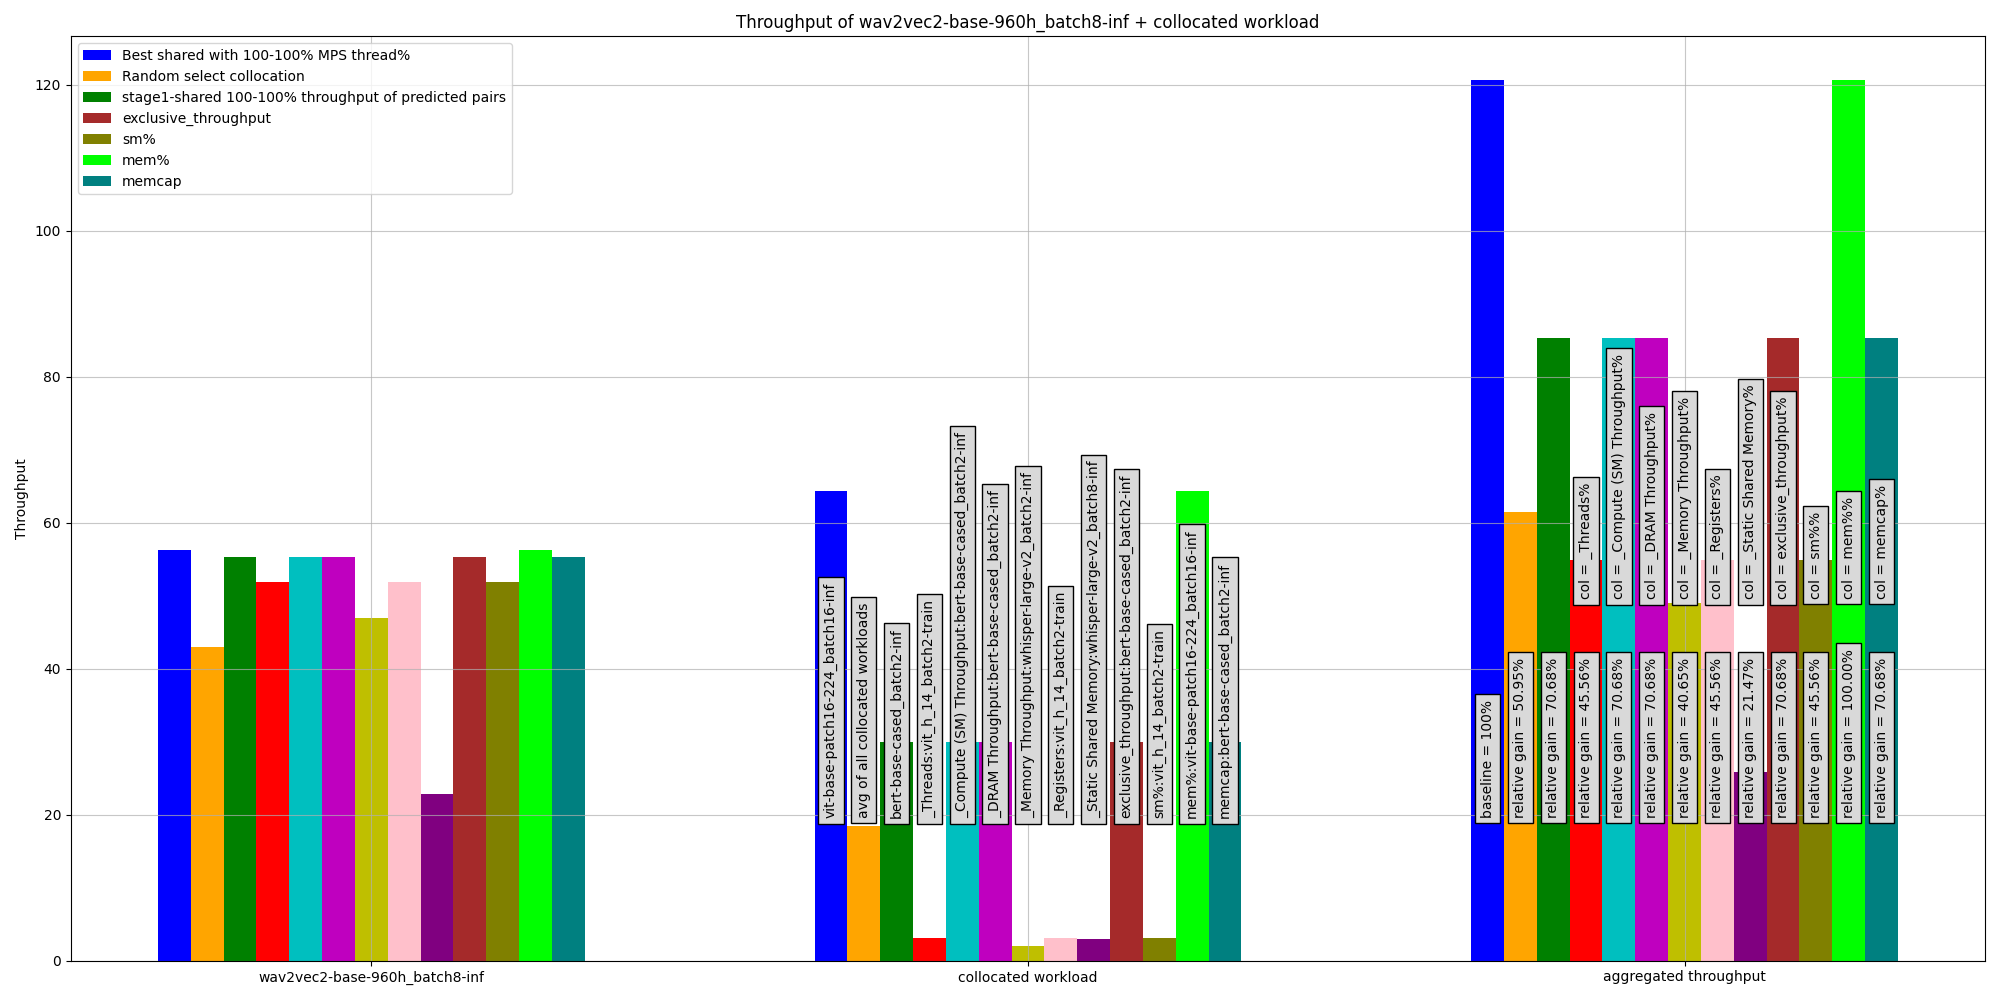 Throughput of wav2vec2-base-960h_batch8-inf + collocated workload
Best shared with 100-100% MPS thread%
Random select collocation
stage1-shared 100-100% throughput of predicted pairs
exclusive_throughput
sm%
mem%
memcap
Throughput
120
100
80
60
40
20
0
vit-base-patch16-224_batch16-inf
avg of all collocated workloads
bert-base-cased_batch2-inf
_Threads:vit_h_14_batch2-train
_Compute (SM) Throughput:bert-base-cased_batch2-inf
_DRAM Throughput:bert-base-cased_batch2-inf
_Memory Throughput:whisper-large-v2_batch2-inf
_Registers:vit_h_14_batch2-train
_Static Shared Memory:whisper-large-v2_batch8-inf
exclusive_throughput:bert-base-cased_batch2-inf
sm%:vit_h_14_batch2-train
mem%:vit-base-patch16-224_batch16-inf
memcap:bert-base-cased_batch2-inf
col = _Threads%
col = _Compute (SM) Throughput%
col = _DRAM Throughput%
col = _Memory Throughput%
col = _Registers%
col = _Static Shared Memory%
col = exclusive_throughput%
col = sm%%
col = mem%%
col = memcap%
baseline = 100%
relative gain = 50.95%
relative gain = 70.68%
relative gain = 45.56%
relative gain = 70.68%
relative gain = 70.68%
relative gain = 40.65%
relative gain = 45.56%
relative gain = 21.47%
relative gain = 70.68%
relative gain = 45.56%
relative gain = 100.00%
relative gain = 70.68%
wav2vec2-base-960h_batch8-inf
collocated workload
aggregated throughput